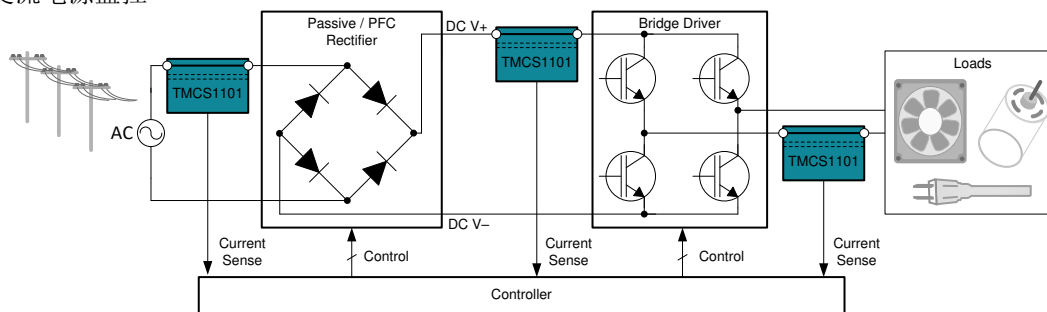 流电源监控
Passive / PFC
Rectifier
DC V+
Bridge Driver
Loads
TMCS1101
TMCS1101
AC
TMCS1101
DC V–
Current
Sense
Control
Current
Sense
Control
Current
Sense
Controller